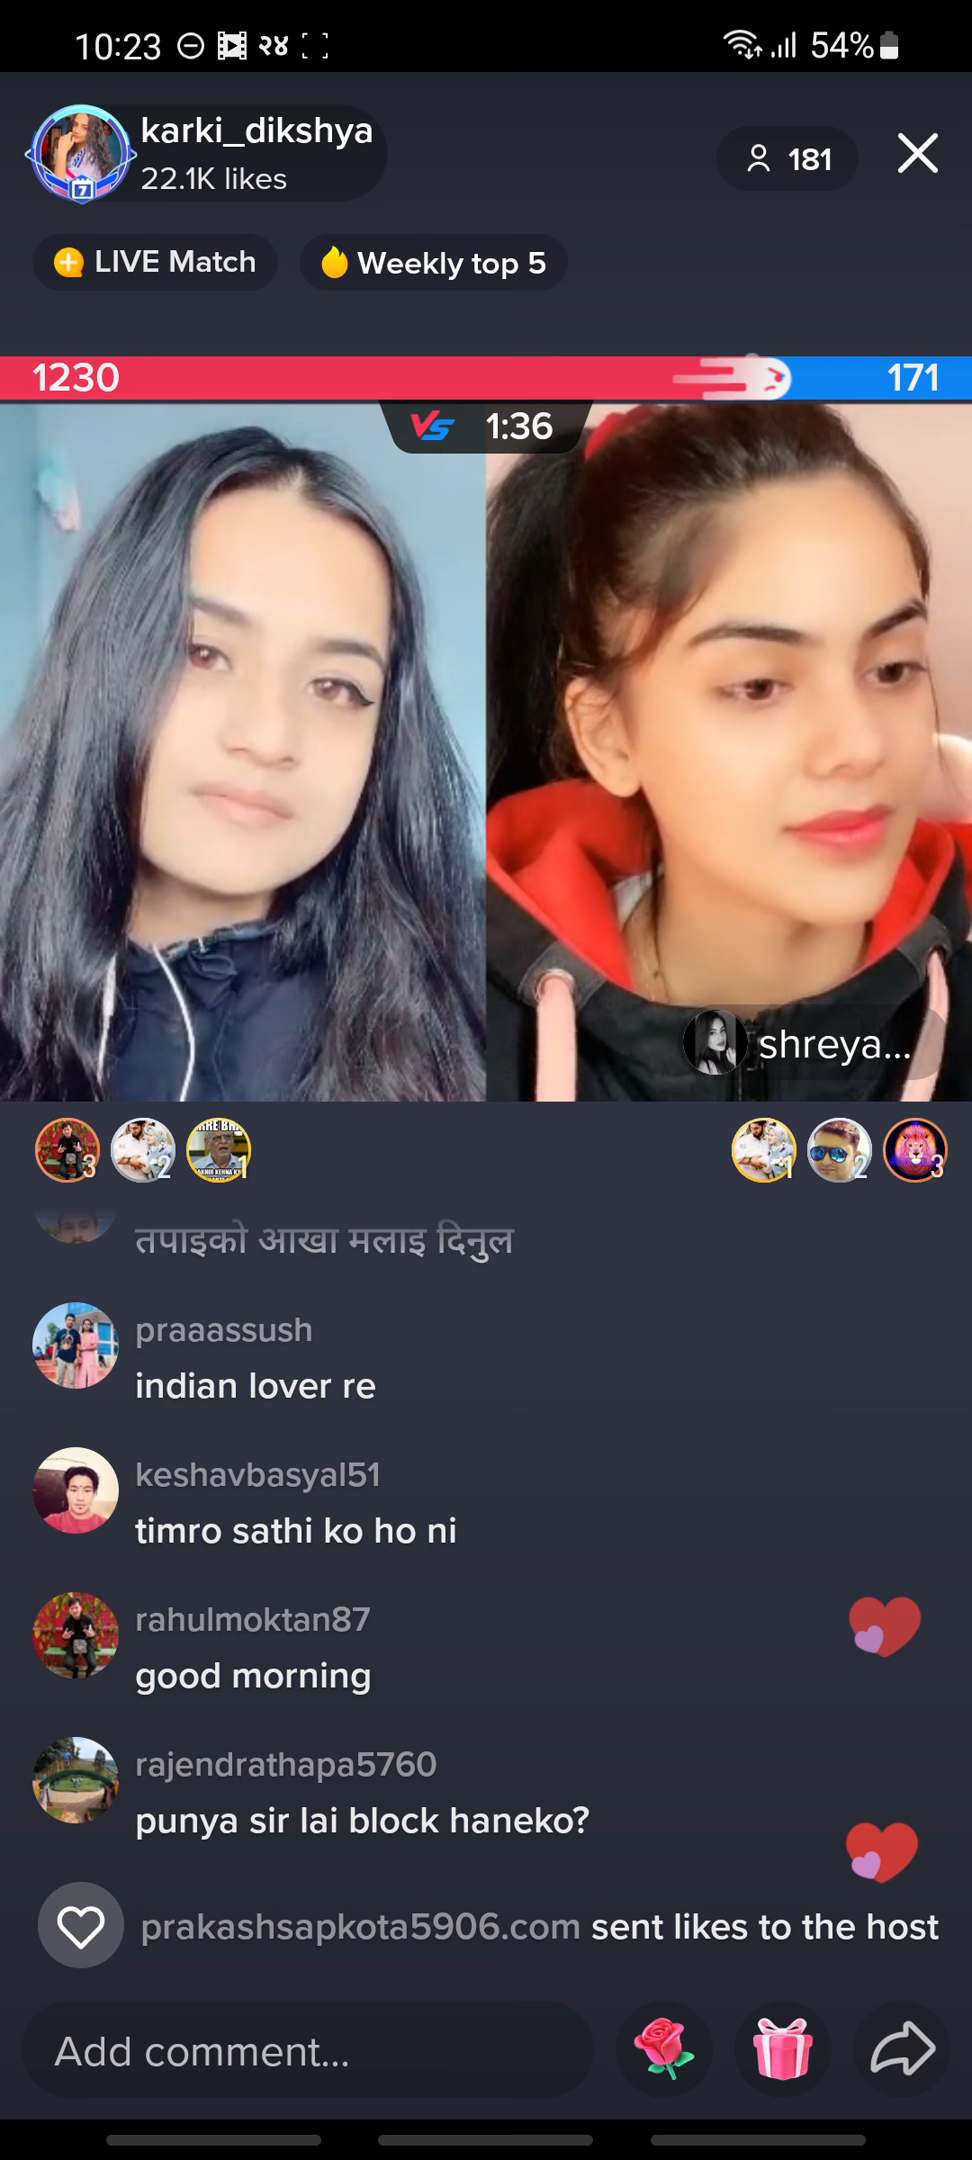 10:23 २४ 54%
karki_dikshya
22.1K likes
181
LIVE Match
Weekly top 5
1230
171
VS 1:36
shreya...
3 2 1
1 2 3
तपाइको आखा मलाइ दिनुल
praaassush
indian lover re
keshavbasyal51
timro sathi ko ho ni
rahulmoktan87
good morning
rajendrathapa5760
punya sir lai block haneko?
prakashsapkota5906.com sent likes to the host
Add comment...